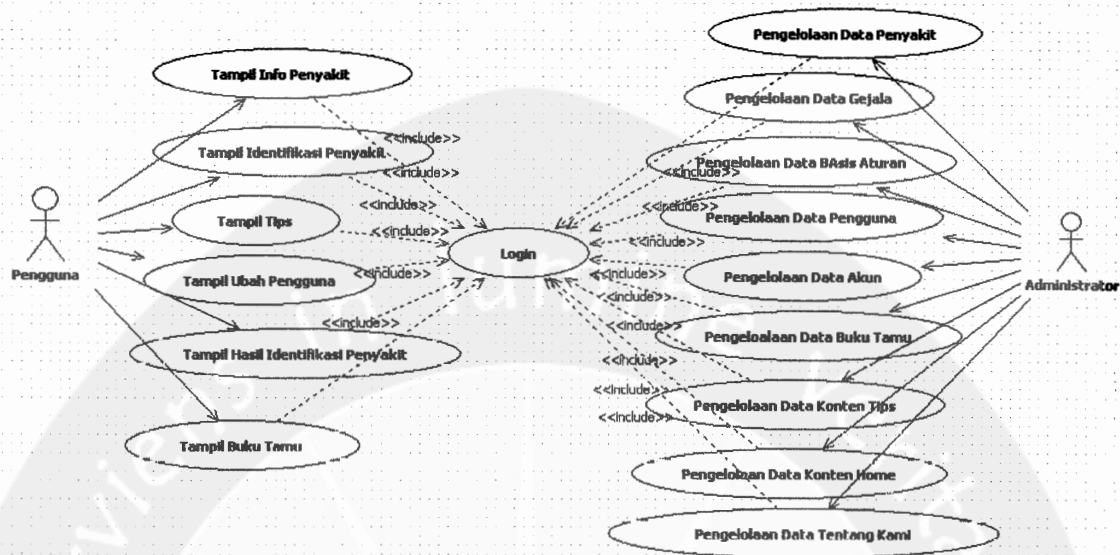 Pengelolaan Data Penyakit
Tampil Info Penyakit
Pengelolaan Data Gejala
<<include>>
Tampil Identifikasi Penyakit
Pengelolaan Data BAsis Aturan
<<include>>
<<include>>
Tampil Tips
<<include>>
Pengelolaan Data Pengguna
<<include>>
<<include>>
Pengguna
Login
Administrator
Tampil Ubah Pengguna
<<include>>
<<include>>
Pengelolaan Data Akun
<<include>>
<<include>>
<<include>>
Pengeloalaan Data Buku Tamu
Tampil Hasil Identifikasi Penyakit
<<include>>
<<include>>
Pengelolaan Data Konten Tips
<<include>>
Tampil Buku Tamu
Pengelolaan Data Konten Home
Pengelolaan Data Tentang Kami
in lumine